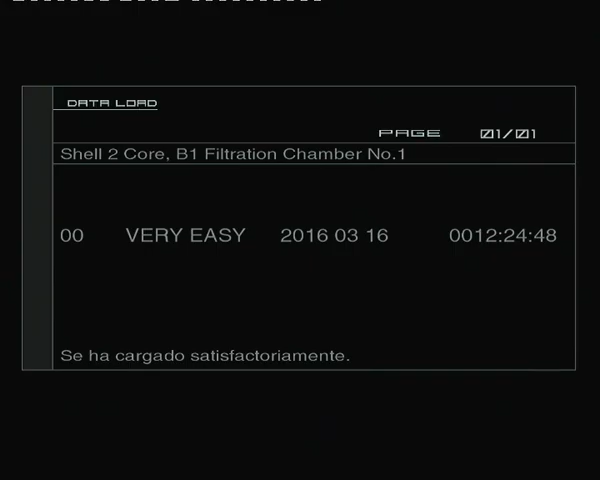 DATA LOAD
PAGE 01/01
Shell 2 Core, B1 Filtration Chamber No.1
00 VERY EASY 2016 03 16 0012:24:48
Se ha cargado satisfactoriamente.